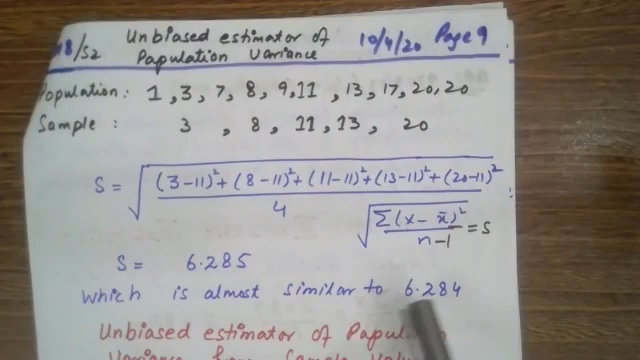 18/S2 Unbiased estimator of 10/4/20 Page 9
Population Variance
Population: 1, 3, 7, 8, 9, 11, 13, 17, 20, 20
Sample: 3, 8, 11, 13, 20
S = √((3-11)²+(8-11)²+(11-11)²+(13-11)²+(20-11)² / 4)
√(Σ(x-x̄)² / n-1) = S
S = 6.285
which is almost similar to 6.284
Unbiased estimator of